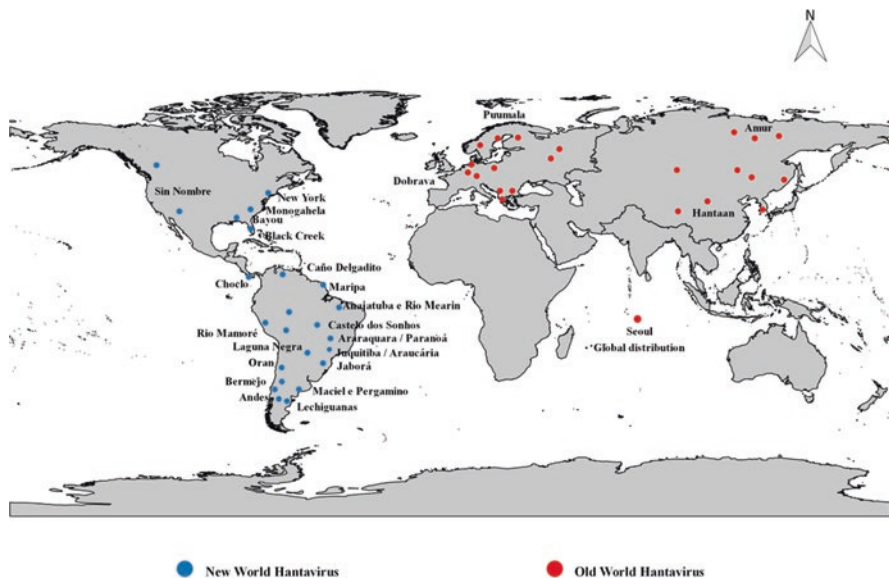 N
Puumala
Amur
Dobrava
Sin Nombre
New York
Monogahela
Bayou
Hantaan
Black Creek
Caño Delgadito
Choclo
Maripa
Anajatuba e Rio Mearin
Rio Mamoré
Castelo dos Sonhos
Seoul
Araraquara / Paranoá
Laguna Negra
Juquitiba / Araucária
*Global distribution
Oran
Jaborá
Bermejo
Maciel e Pergamino
Andes
Lechiguanas
New World Hantavirus
Old World Hantavirus